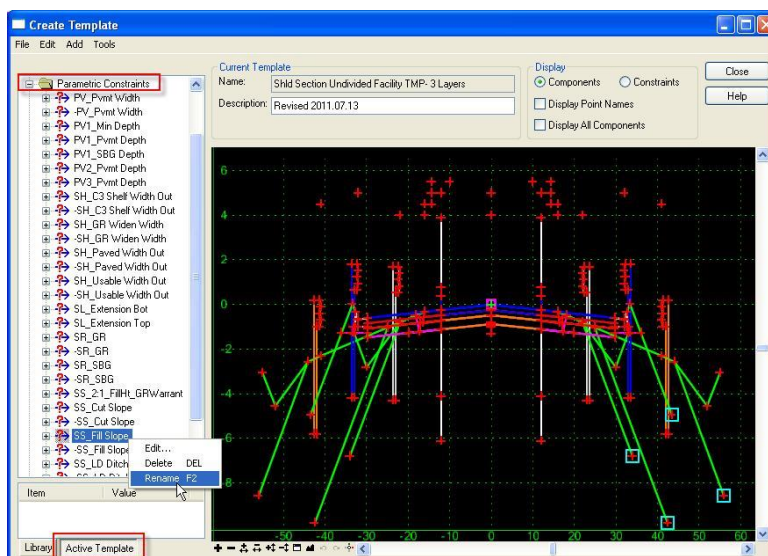 Create Template
File Edit Add Tools
Parametric Constraints
PV_Pvmt Width
-PV_Pvmt Width
PV1_Min Depth
PV1_Pvmt Depth
PV1_SBG Depth
PV2_Pvmt Depth
PV3_Pvmt Depth
SH_C3 Shelf Width Out
-SH_C3 Shelf Width Out
SH_GR Widen Width
-SH_GR Widen Width
SH_Paved Width Out
-SH_Paved Width Out
SH_Usable Width Out
-SH_Usable Width Out
SL_Extension Bot
SL_Extension Top
SR_GR
-SR_GR
SR_SBG
-SR_SBG
SS_2:1_FillHt_GRWarrant
SS_Cut Slope
-SS_Cut Slope
SS_Fill Slope
-SS_Fill Slope
SS_LD Ditch
Edit...
Delete DEL
Rename F2
Item Value
Library Active Template
Current Template
Name: Shld Section Undivided Facility TMP- 3 Layers
Description: Revised 2011.07.13
Display
Components Constraints
Display Point Names
Display All Components
Close
Help
6
4
2
0
-2
-4
-6
-8
-50 -40 -30 -20 -10 0 10 20 30 40 50